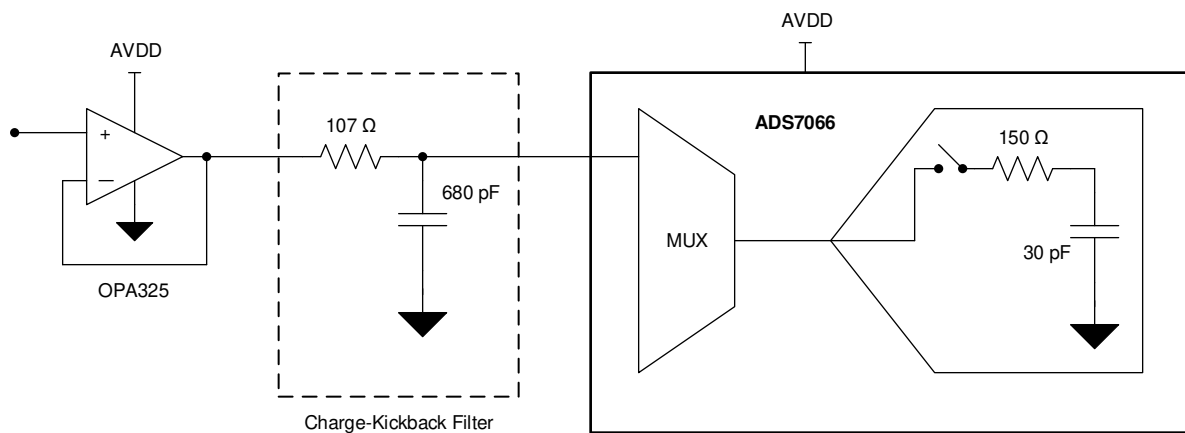 AVDD
AVDD
107 Ω
ADS7066
150 Ω
+
−
680 pF
MUX
30 pF
OPA325
Charge-Kickback Filter